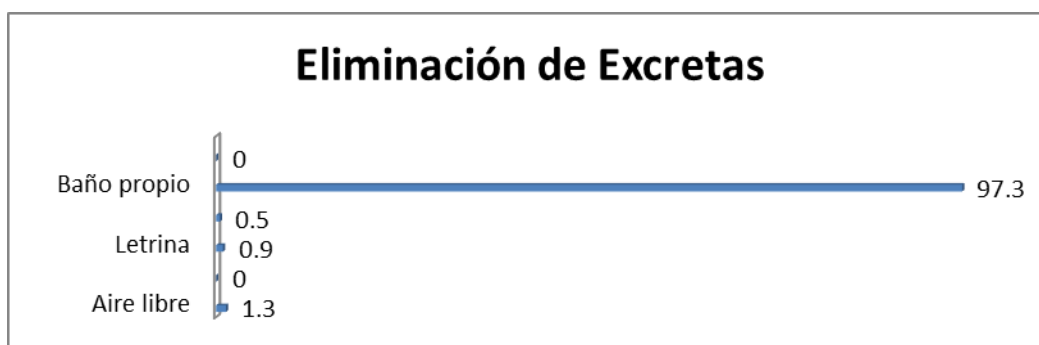 Eliminación de Excretas
0
Baño propio 97.3
0.5
Letrina 0.9
0
Aire libre 1.3